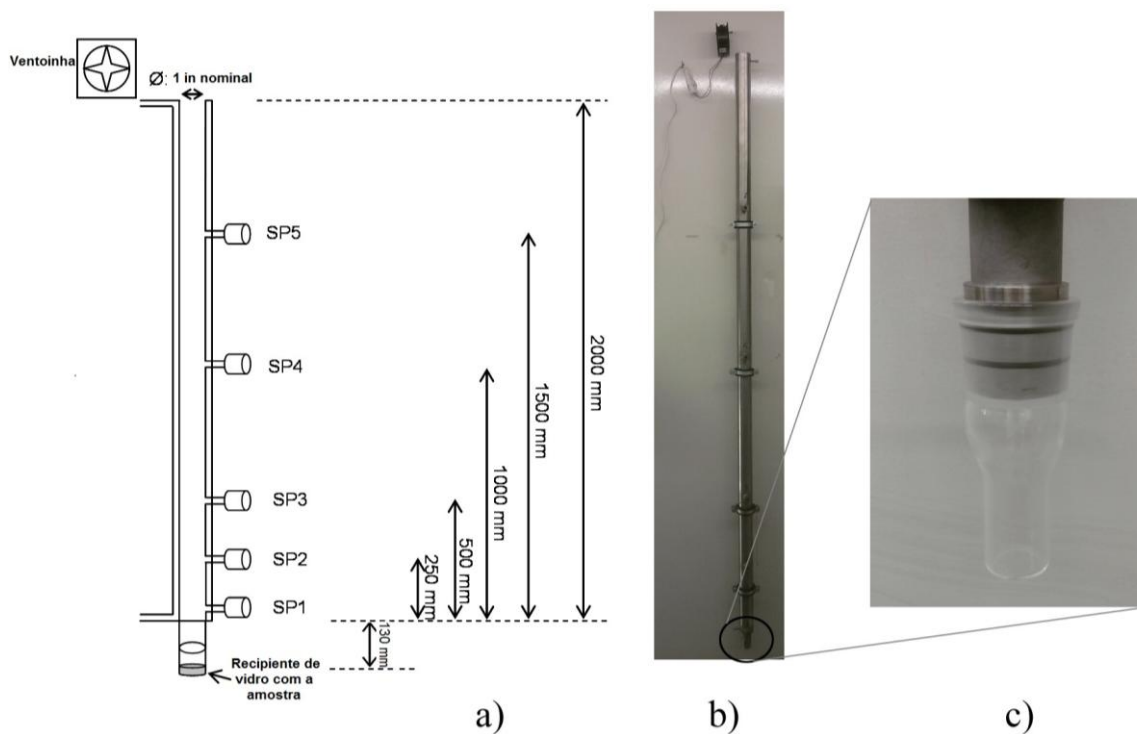 Ventoinha
Ø: 1 in nominal
SP5
SP4
SP3
SP2
SP1
250 mm
500 mm
1000 mm
1500 mm
2000 mm
130 mm
Recipiente de
vidro com a
amostra
a)
b)
c)